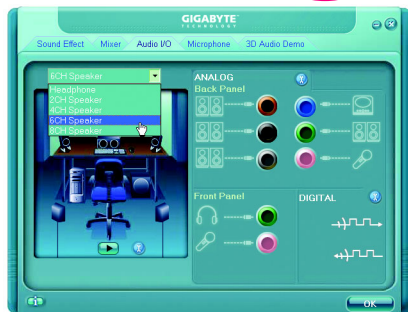 GIGABYTE
TECHNOLOGY
Sound Effect Mixer Audio I/O Microphone 3D Audio Demo
6CH Speaker
Headphone
2CH Speaker
4CH Speaker
6CH Speaker
8CH Speaker
ANALOG
Back Panel
Front Panel
DIGITAL
OK